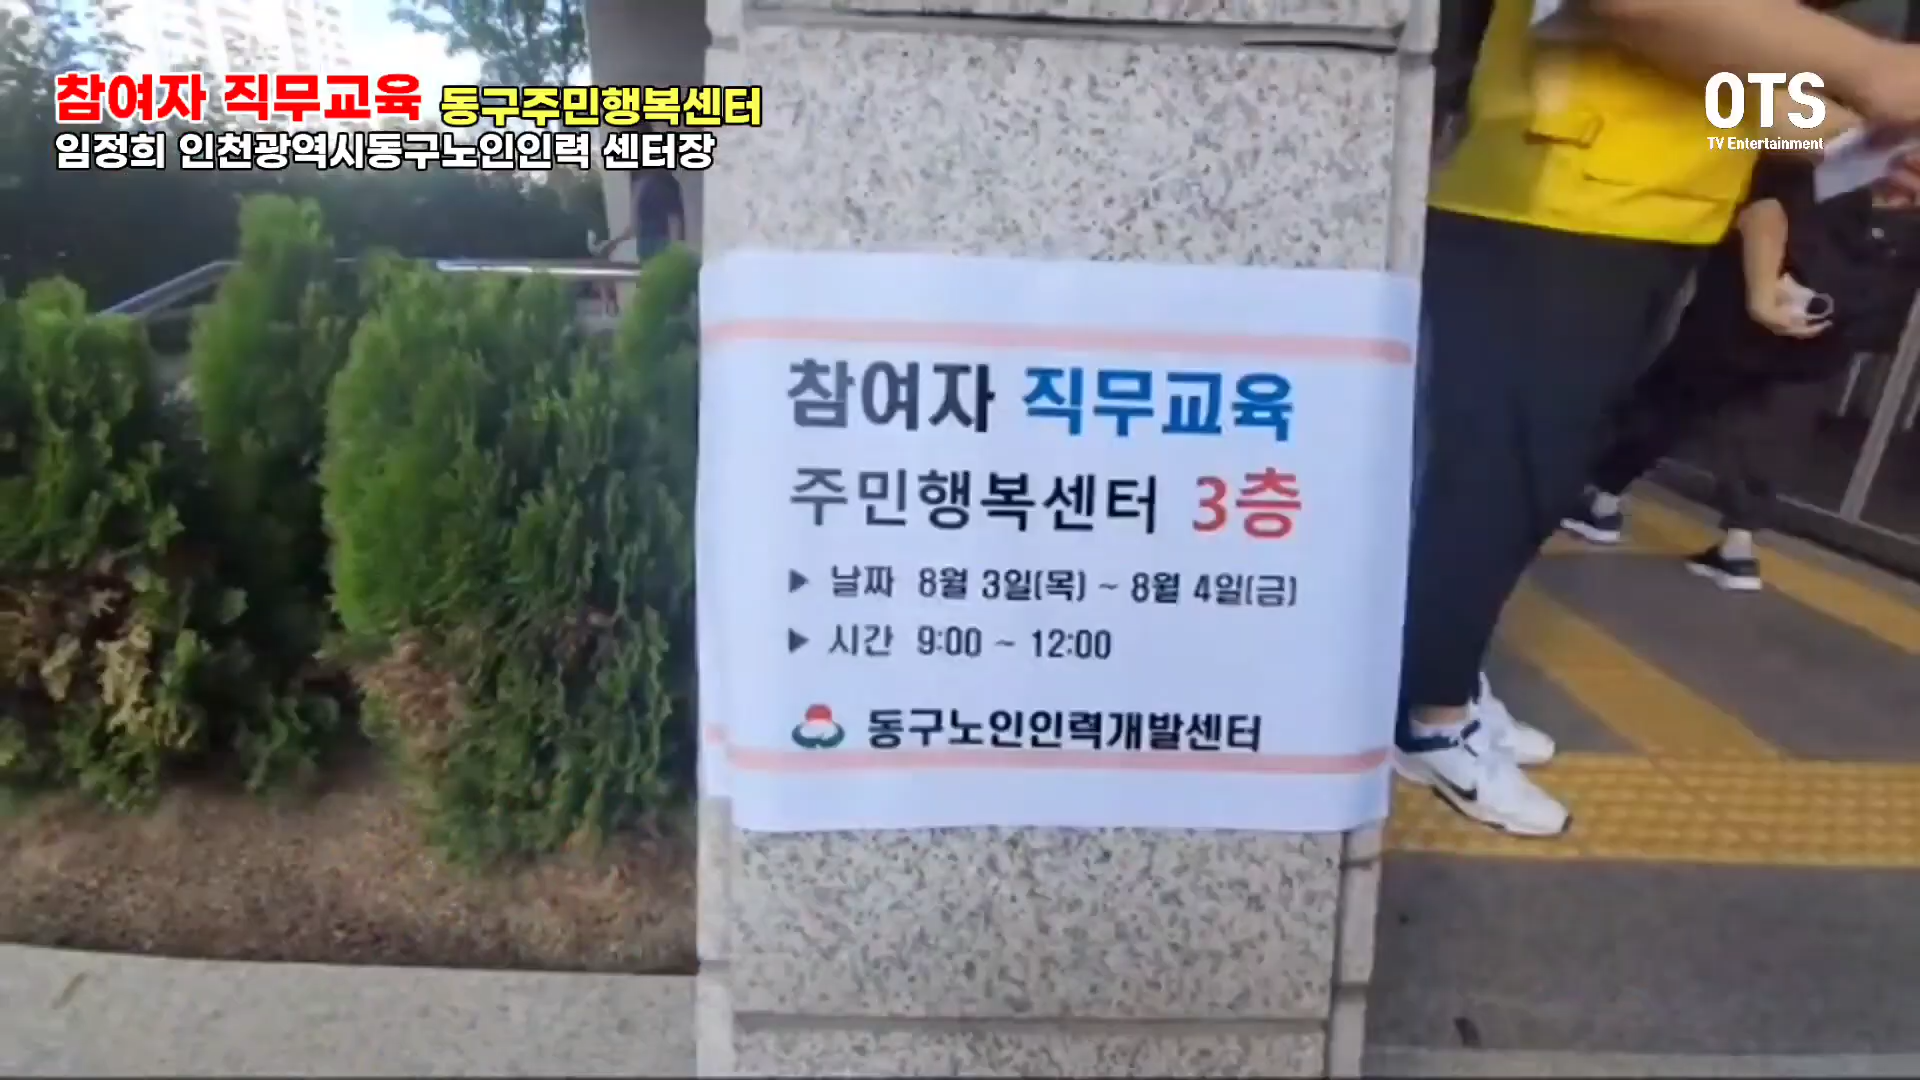 참여자 직무교육 동구주민행복센터
임정희 인천광역시동구노인인력 센터장
OTS
TV Entertainment
참여자 직무교육
주민행복센터 3층
▶ 날짜 8월 3일(목) ~ 8월 4일(금)
▶ 시간 9:00 ~ 12:00
동구노인인력개발센터